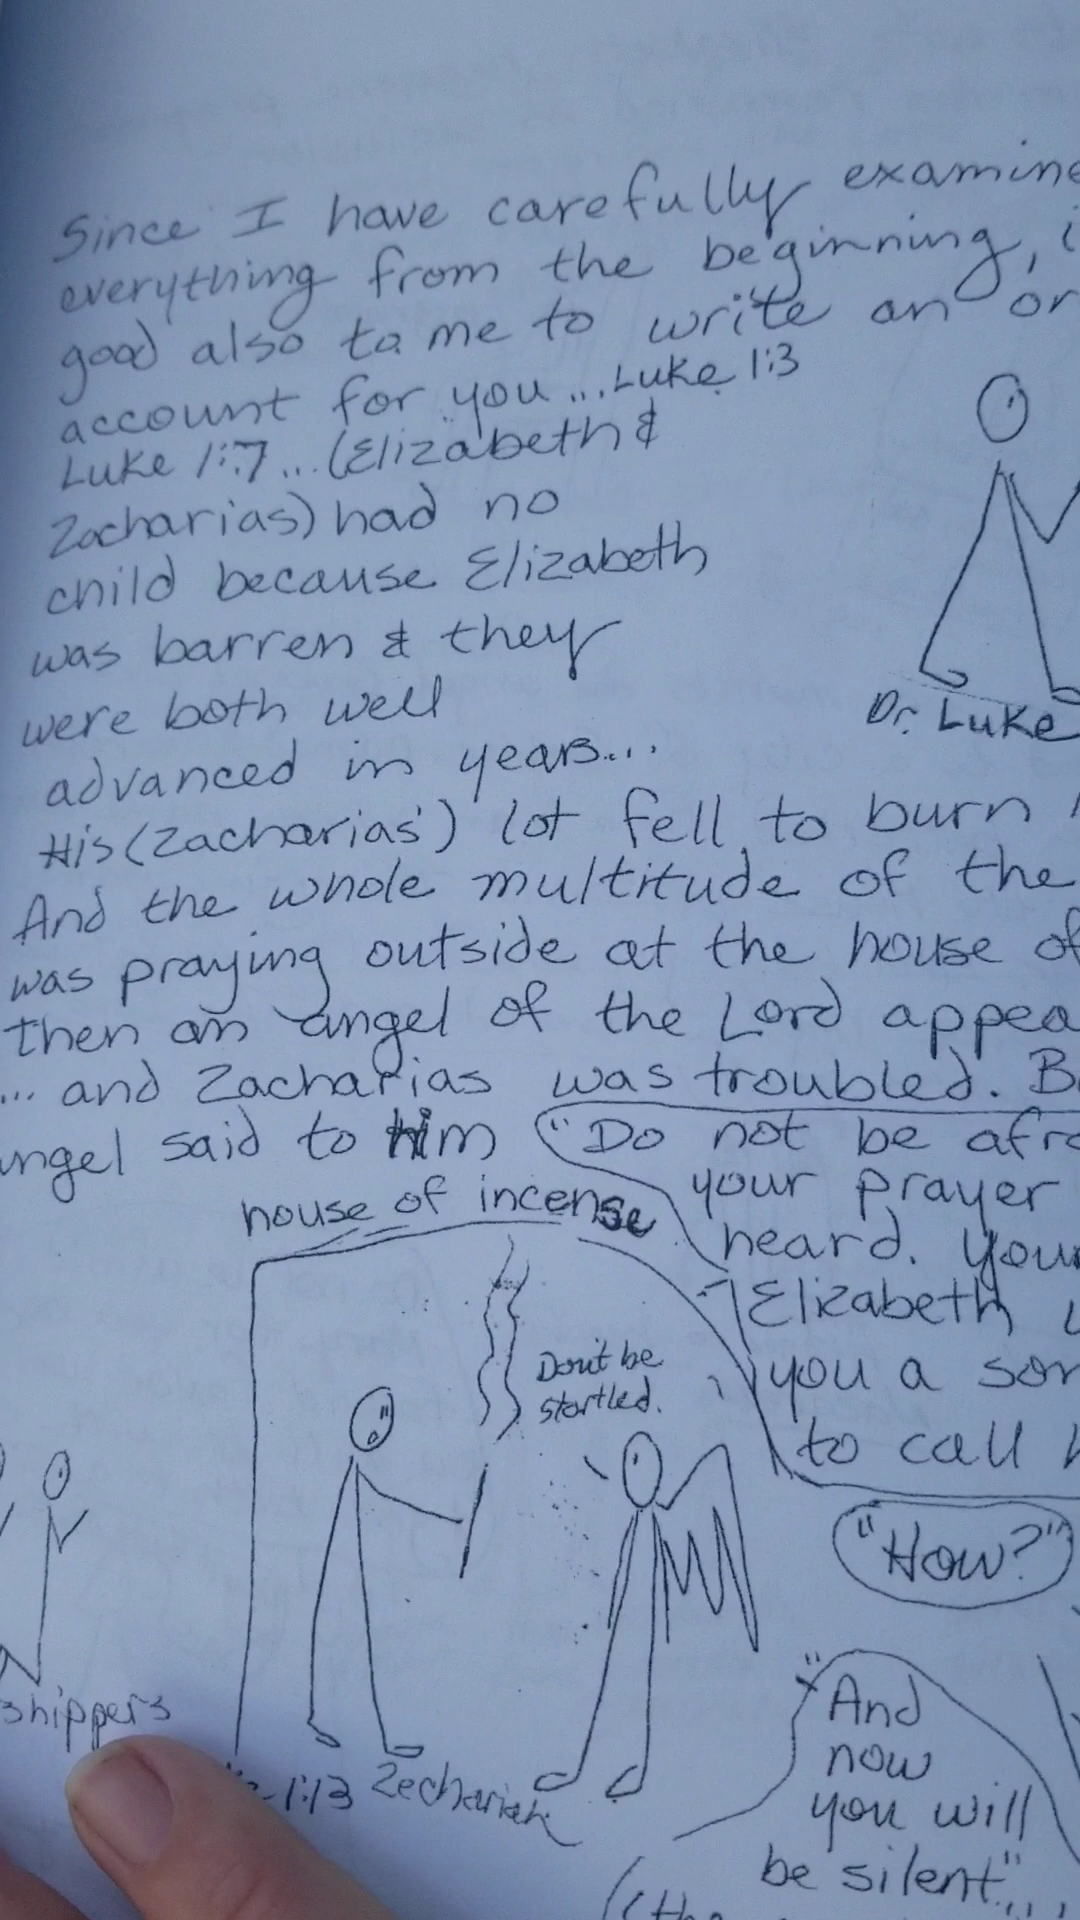 Since I have carefully examine
everything from the beginning, i
good also to me to write an or
account for you ... Luke 1:3
Luke 1:7 ... (Elizabeth &
Zacharias) had no
child because Elizabeth
was barren & they
were both well
advanced in years...
Dr. Luke
His (Zacharias') lot fell to burn
And the whole multitude of the
was praying outside at the house of
then an angel of the Lord appea
... and Zacharias was troubled. B
angel said to him
"Do not be afra
your prayer
heard. Your
Elizabeth
you a son
to call h
house of incense
Don't be
startled.
"How?"
shippers
1:13 Zechariah
"And
now
you will
be silent"...
(the